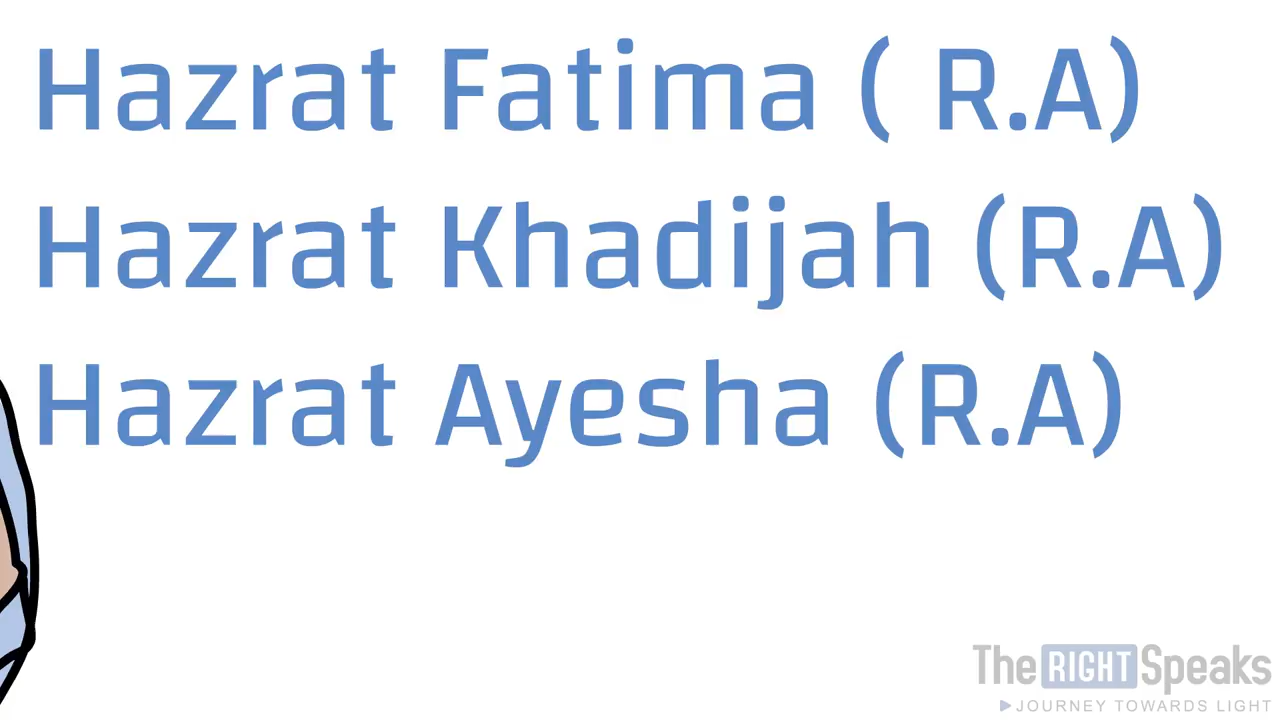 Hazrat Fatima ( R.A)
Hazrat Khadijah (R.A)
Hazrat Ayesha (R.A)
The RIGHT Speaks
JOURNEY TOWARDS LIGHT